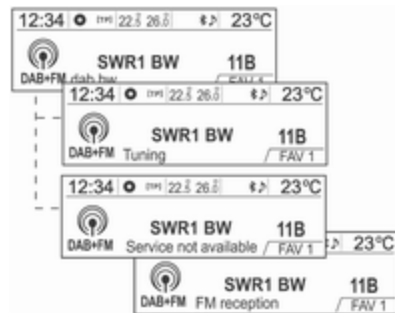 12:34 [TP] 22.5 26.0 23°C
SWR1 BW 11B
DAB+FM dab bw FAV 1
12:34 [TP] 22.5 26.0 23°C
SWR1 BW 11B
DAB+FM Tuning FAV 1
12:34 [TP] 22.5 26.0 23°C
SWR1 BW 11B
DAB+FM Service not available FAV 1
23°C
SWR1 BW 11B
DAB+FM FM reception FAV 1